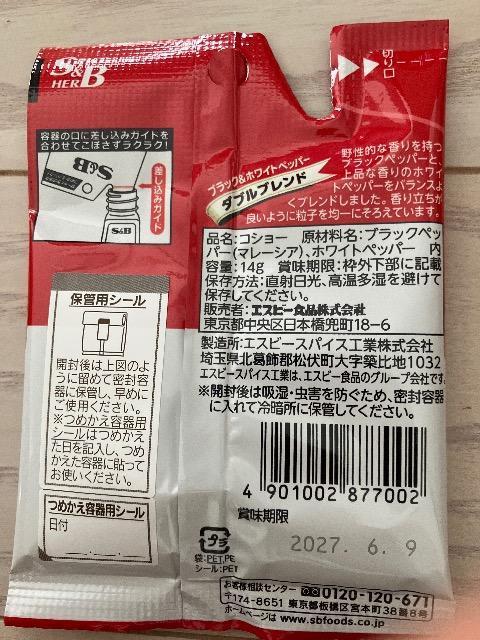 S&B
HERB
切り口
容器の口に差し込みガイドを
合わせてこぼさずラクラク!
S&B
差し込みガイド
S&B
ブラック&ホワイトペッパー
ダブルブレンド
野性的な香りを持つ
ブラックペッパーと、
上品な香りのホワイ
トペッパーをバランスよ
くブレンドしました。香り立ちが
良いように粒子を均一にそろえています。
品名:コショー 原材料名:ブラックペッ
パー(マレーシア)、ホワイトペッパー 内
容量:14g 賞味期限:枠外下部に記載
保存方法:直射日光、高温多湿を避けて
保存してください。
販売者:エスビー食品株式会社
東京都中央区日本橋兜町18-6
製造所:エスビースパイス工業株式会社
埼玉県北葛飾郡松伏町大字築比地1032
エスビースパイス工業は、エスビー食品のグループ会社です。
※開封後は吸湿・虫害を防ぐため、密封容器
に入れて冷暗所に保管してください。
保管用シール
開封後は上図のよ
うに留めて密封容
器に保管し、早めに
ご使用ください。
※つめかえ容器用
シールはつめかえ
た日を記入し、つめ
かえた容器に貼って
お使いください。
つめかえ容器用シール
日付
4 901002 877002
賞味期限
2027. 6. 9
プラ
袋:PET,PE
シール:PET
お客様相談センター 0120-120-671
〒174-8651 東京都板橋区宮本町38番8号
ホームページは www.sbfoods.co.jp